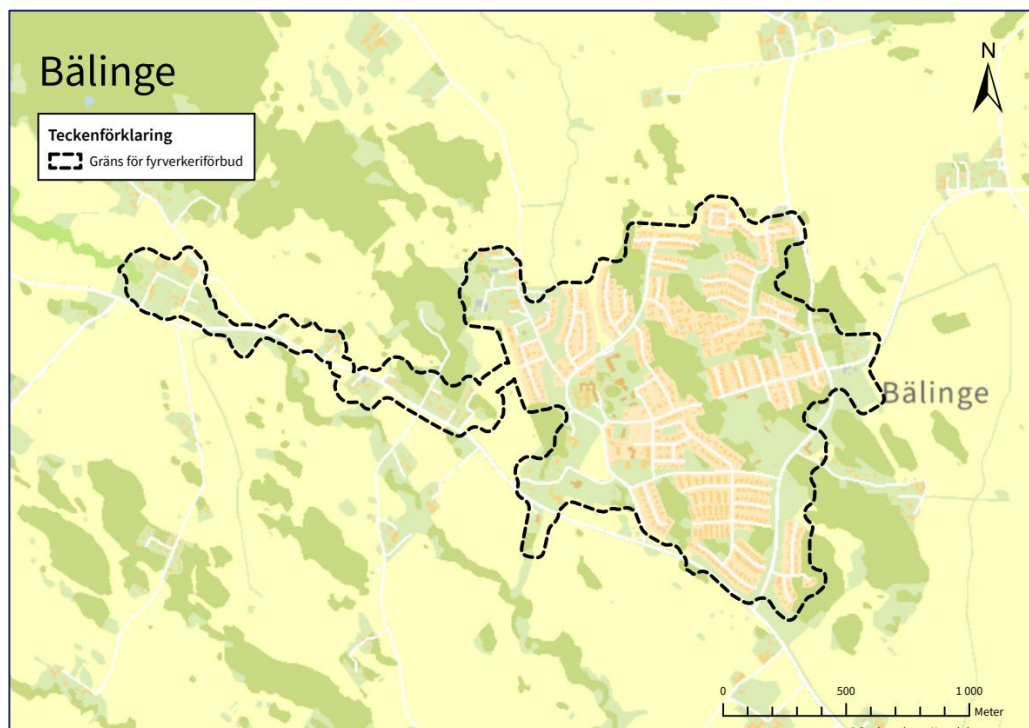 Bälinge
N
Teckenförklaring
Gräns för fyrverkeriförbud
Bälinge
0 500 1 000
Meter